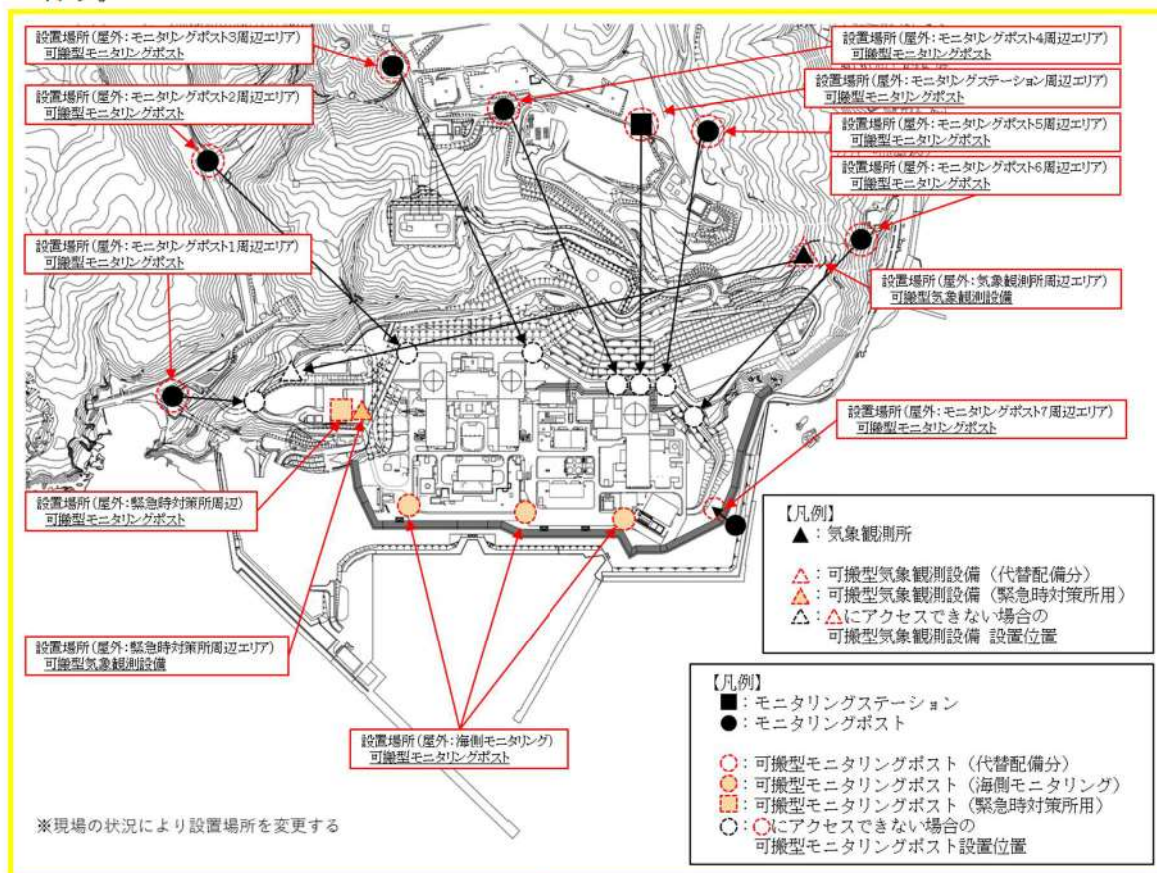 設置場所(屋外:モニタリングポスト3周辺エリア)
可搬型モニタリングポスト
設置場所(屋外:モニタリングポスト2周辺エリア)
可搬型モニタリングポスト
設置場所(屋外:モニタリングポスト4周辺エリア)
可搬型モニタリングポスト
設置場所(屋外:モニタリングステーション周辺エリア)
可搬型モニタリングポスト
設置場所(屋外:モニタリングポスト5周辺エリア)
可搬型モニタリングポスト
設置場所(屋外:モニタリングポスト6周辺エリア)
可搬型モニタリングポスト
設置場所(屋外:モニタリングポスト1周辺エリア)
可搬型モニタリングポスト
設置場所(屋外:気象観測所周辺エリア)
可搬型気象観測設備
設置場所(屋外:モニタリングポスト7周辺エリア)
可搬型モニタリングポスト
設置場所(屋外:緊急時対策所周辺)
可搬型モニタリングポスト
設置場所(屋外:緊急時対策所周辺エリア)
可搬型気象観測設備
設置場所(屋外:海側モニタリング)
可搬型モニタリングポスト
【凡例】
▲:気象観測所
△:可搬型気象観測設備(代替配備分)
△:可搬型気象観測設備(緊急時対策所用)
△:△にアクセスできない場合の
可搬型気象観測設備 設置位置
【凡例】
■:モニタリングステーション
●:モニタリングポスト
○:可搬型モニタリングポスト(代替配備分)
○:可搬型モニタリングポスト(海側モニタリング)
□:可搬型モニタリングポスト(緊急時対策所用)
○:○にアクセスできない場合の
可搬型モニタリングポスト設置位置
※現場の状況により設置場所を変更する